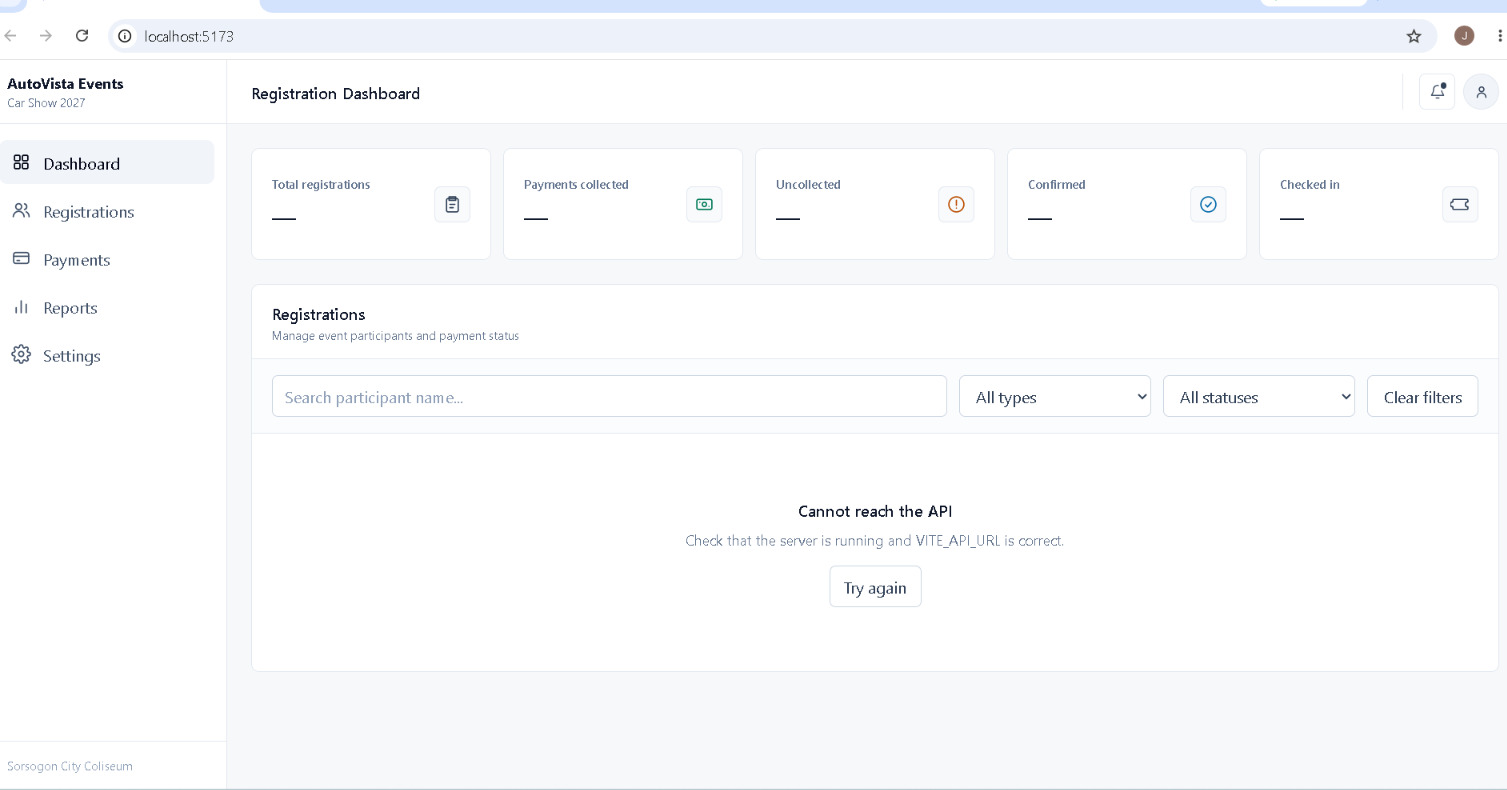 localhost:5173
J
AutoVista Events
Car Show 2027
Registration Dashboard
Dashboard
Registrations
Payments
Reports
Settings
Total registrations
—
Payments collected
—
Uncollected
—
Confirmed
—
Checked in
—
Registrations
Manage event participants and payment status
Search participant name...
All types
All statuses
Clear filters
Cannot reach the API
Check that the server is running and VITE_API_URL is correct.
Try again
Sorsogon City Coliseum